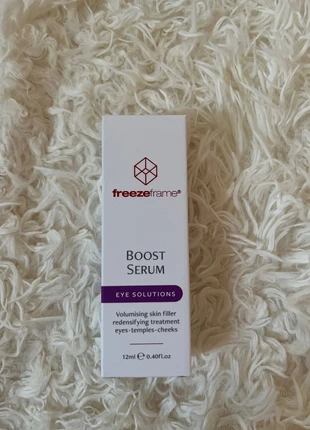 freezeframe®
BOOST
SERUM
EYE SOLUTIONS
Volumising skin filler
redensifying treatment
eyes-temples-cheeks
12ml ℮ 0.40fl.oz